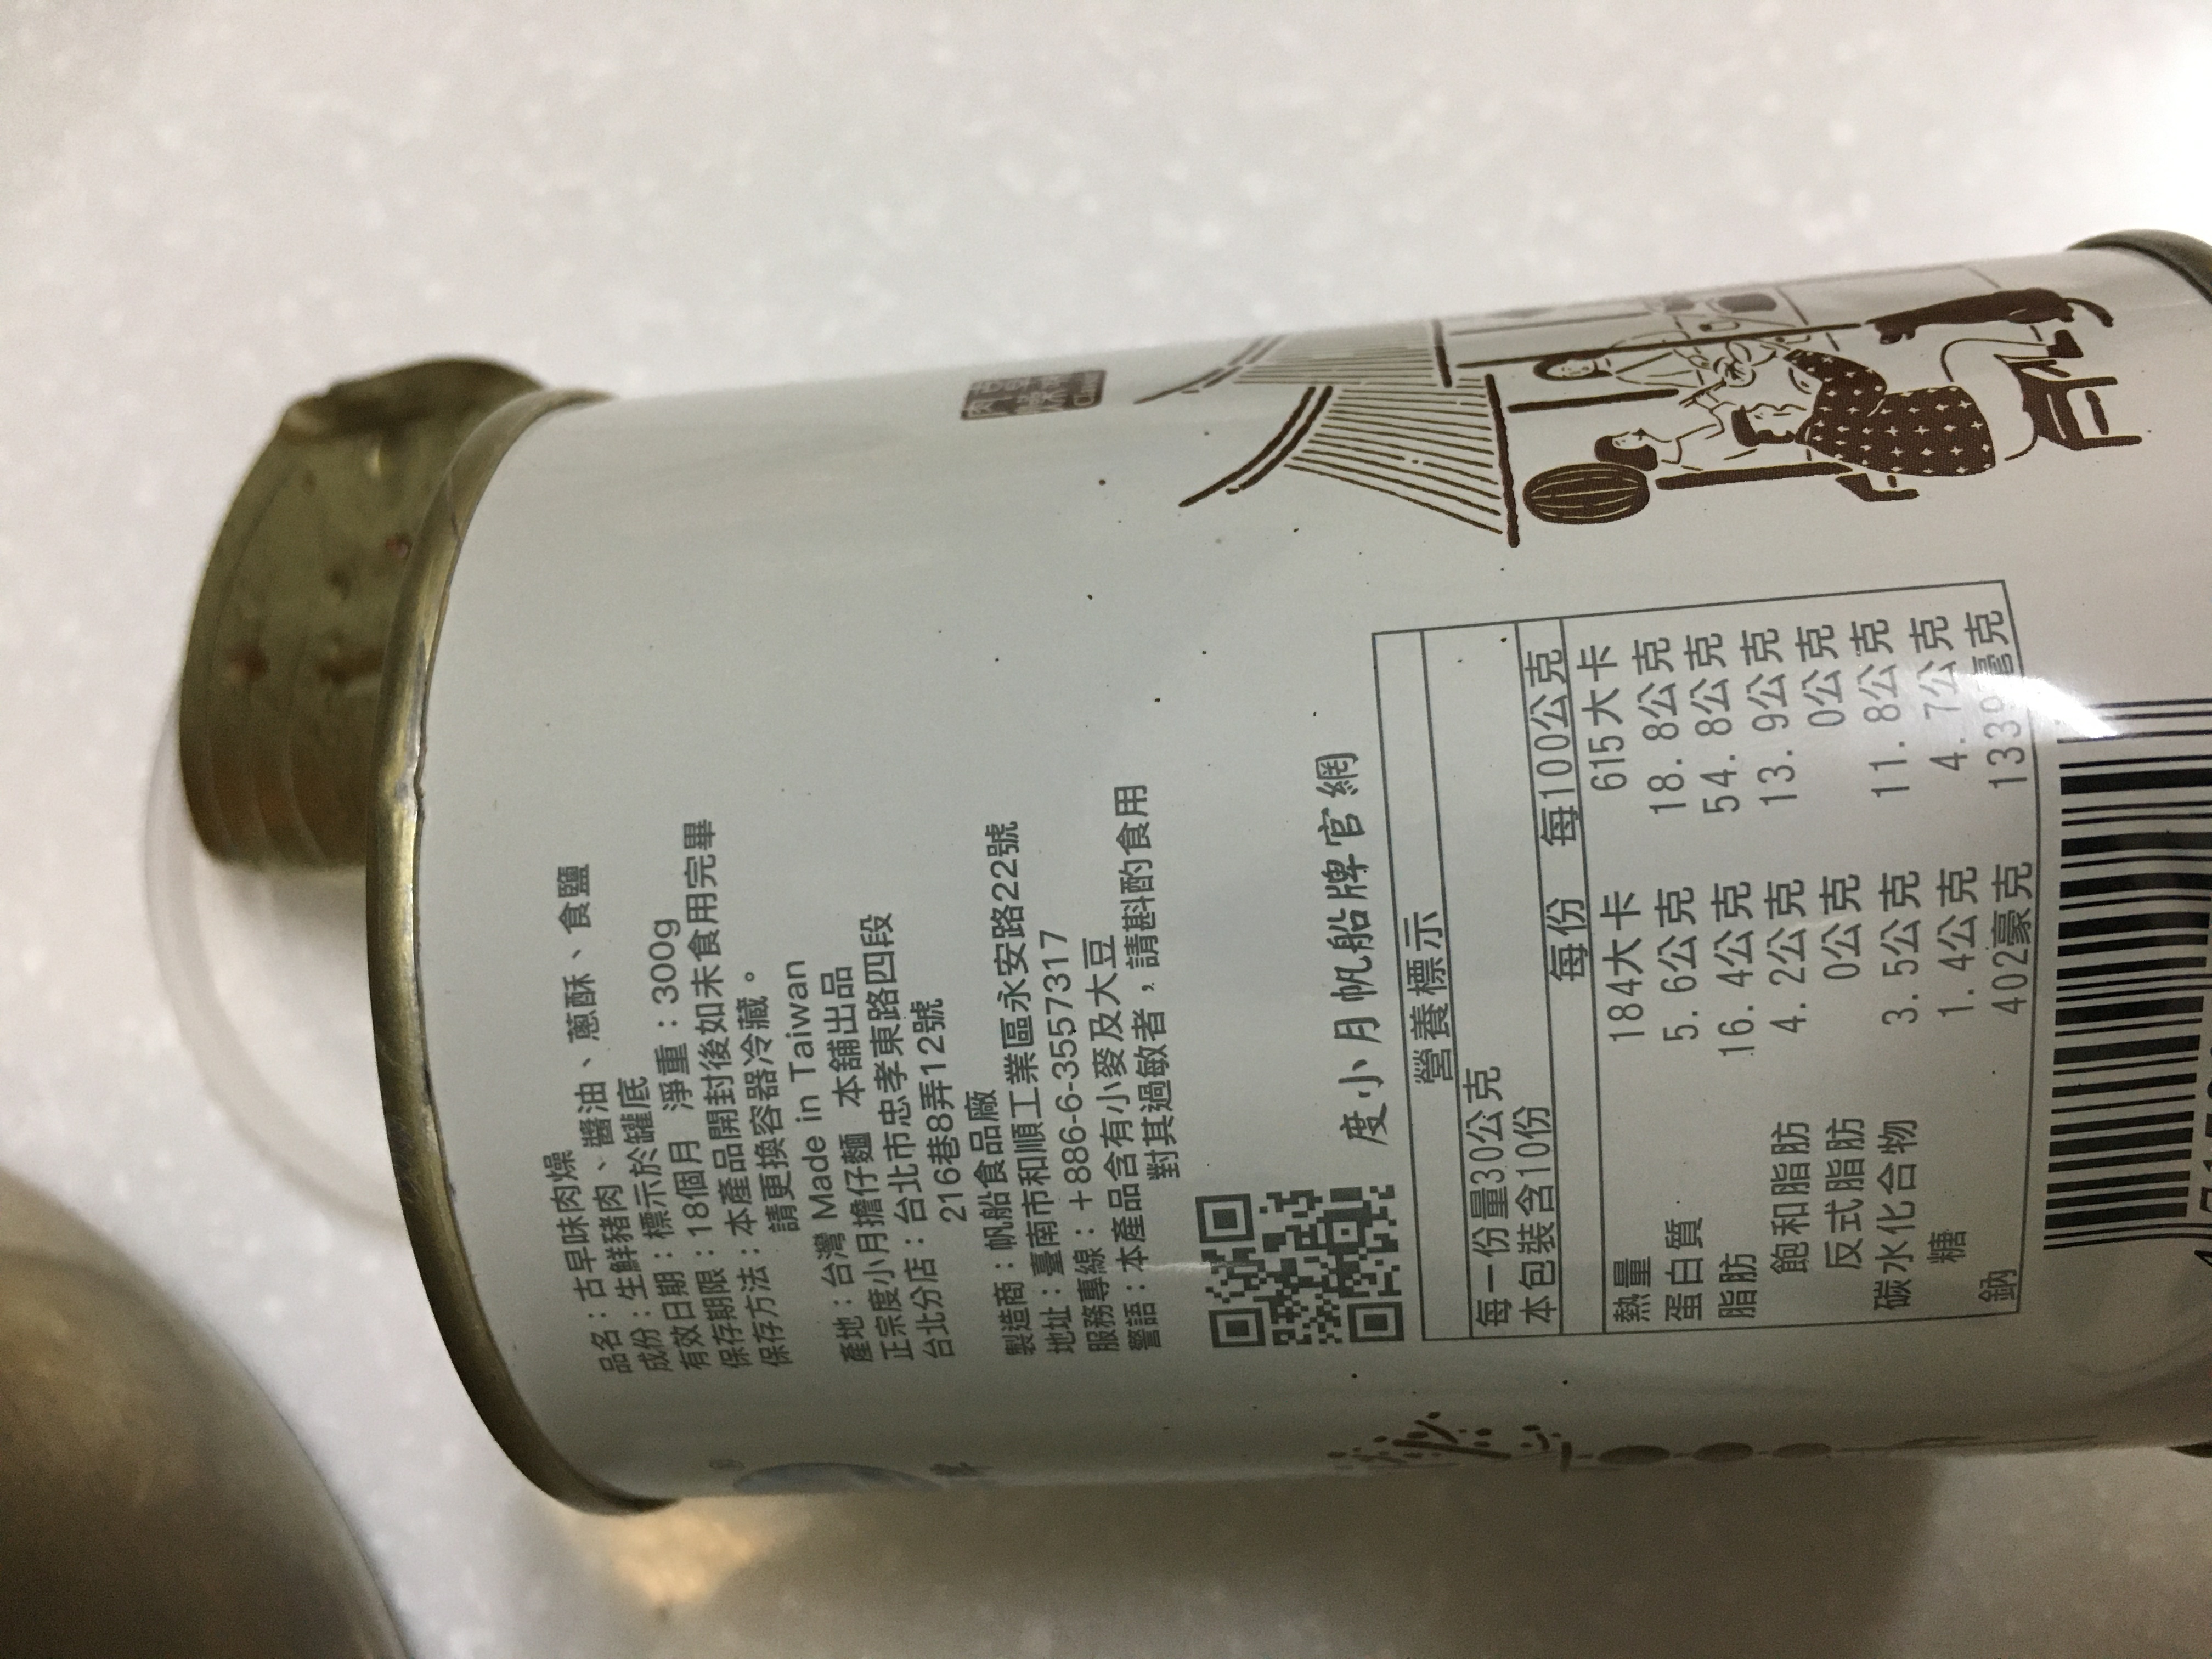 品名：古早味肉燥
成份：生鮮豬肉、醬油、蔥酥、食鹽
有效日期：標示於罐底
保存期限：18個月 淨重：300g
保存方法：本產品開封後如未食用完畢
請更換容器冷藏。
產地：台灣 Made in Taiwan
正宗度小月擔仔麵 本舖出品
台北分店：台北市忠孝東路四段
216巷8弄12號
製造商：帆船食品廠
地址：臺南市和順工業區永安路22號
服務專線：+886-6-3557317
警語：本產品含有小麥及大豆
對其過敏者，請斟酌食用
度小月帆船牌官網
營養標示
每一份量30公克
本包裝含10份
每份 每100公克
熱量 184大卡 615大卡
蛋白質 5.6公克 18.8公克
脂肪 16.4公克 54.8公克
飽和脂肪 4.2公克 13.9公克
反式脂肪 0公克 0公克
碳水化合物 3.5公克 11.8公克
糖 1.4公克 4.7公克
鈉 402豪克